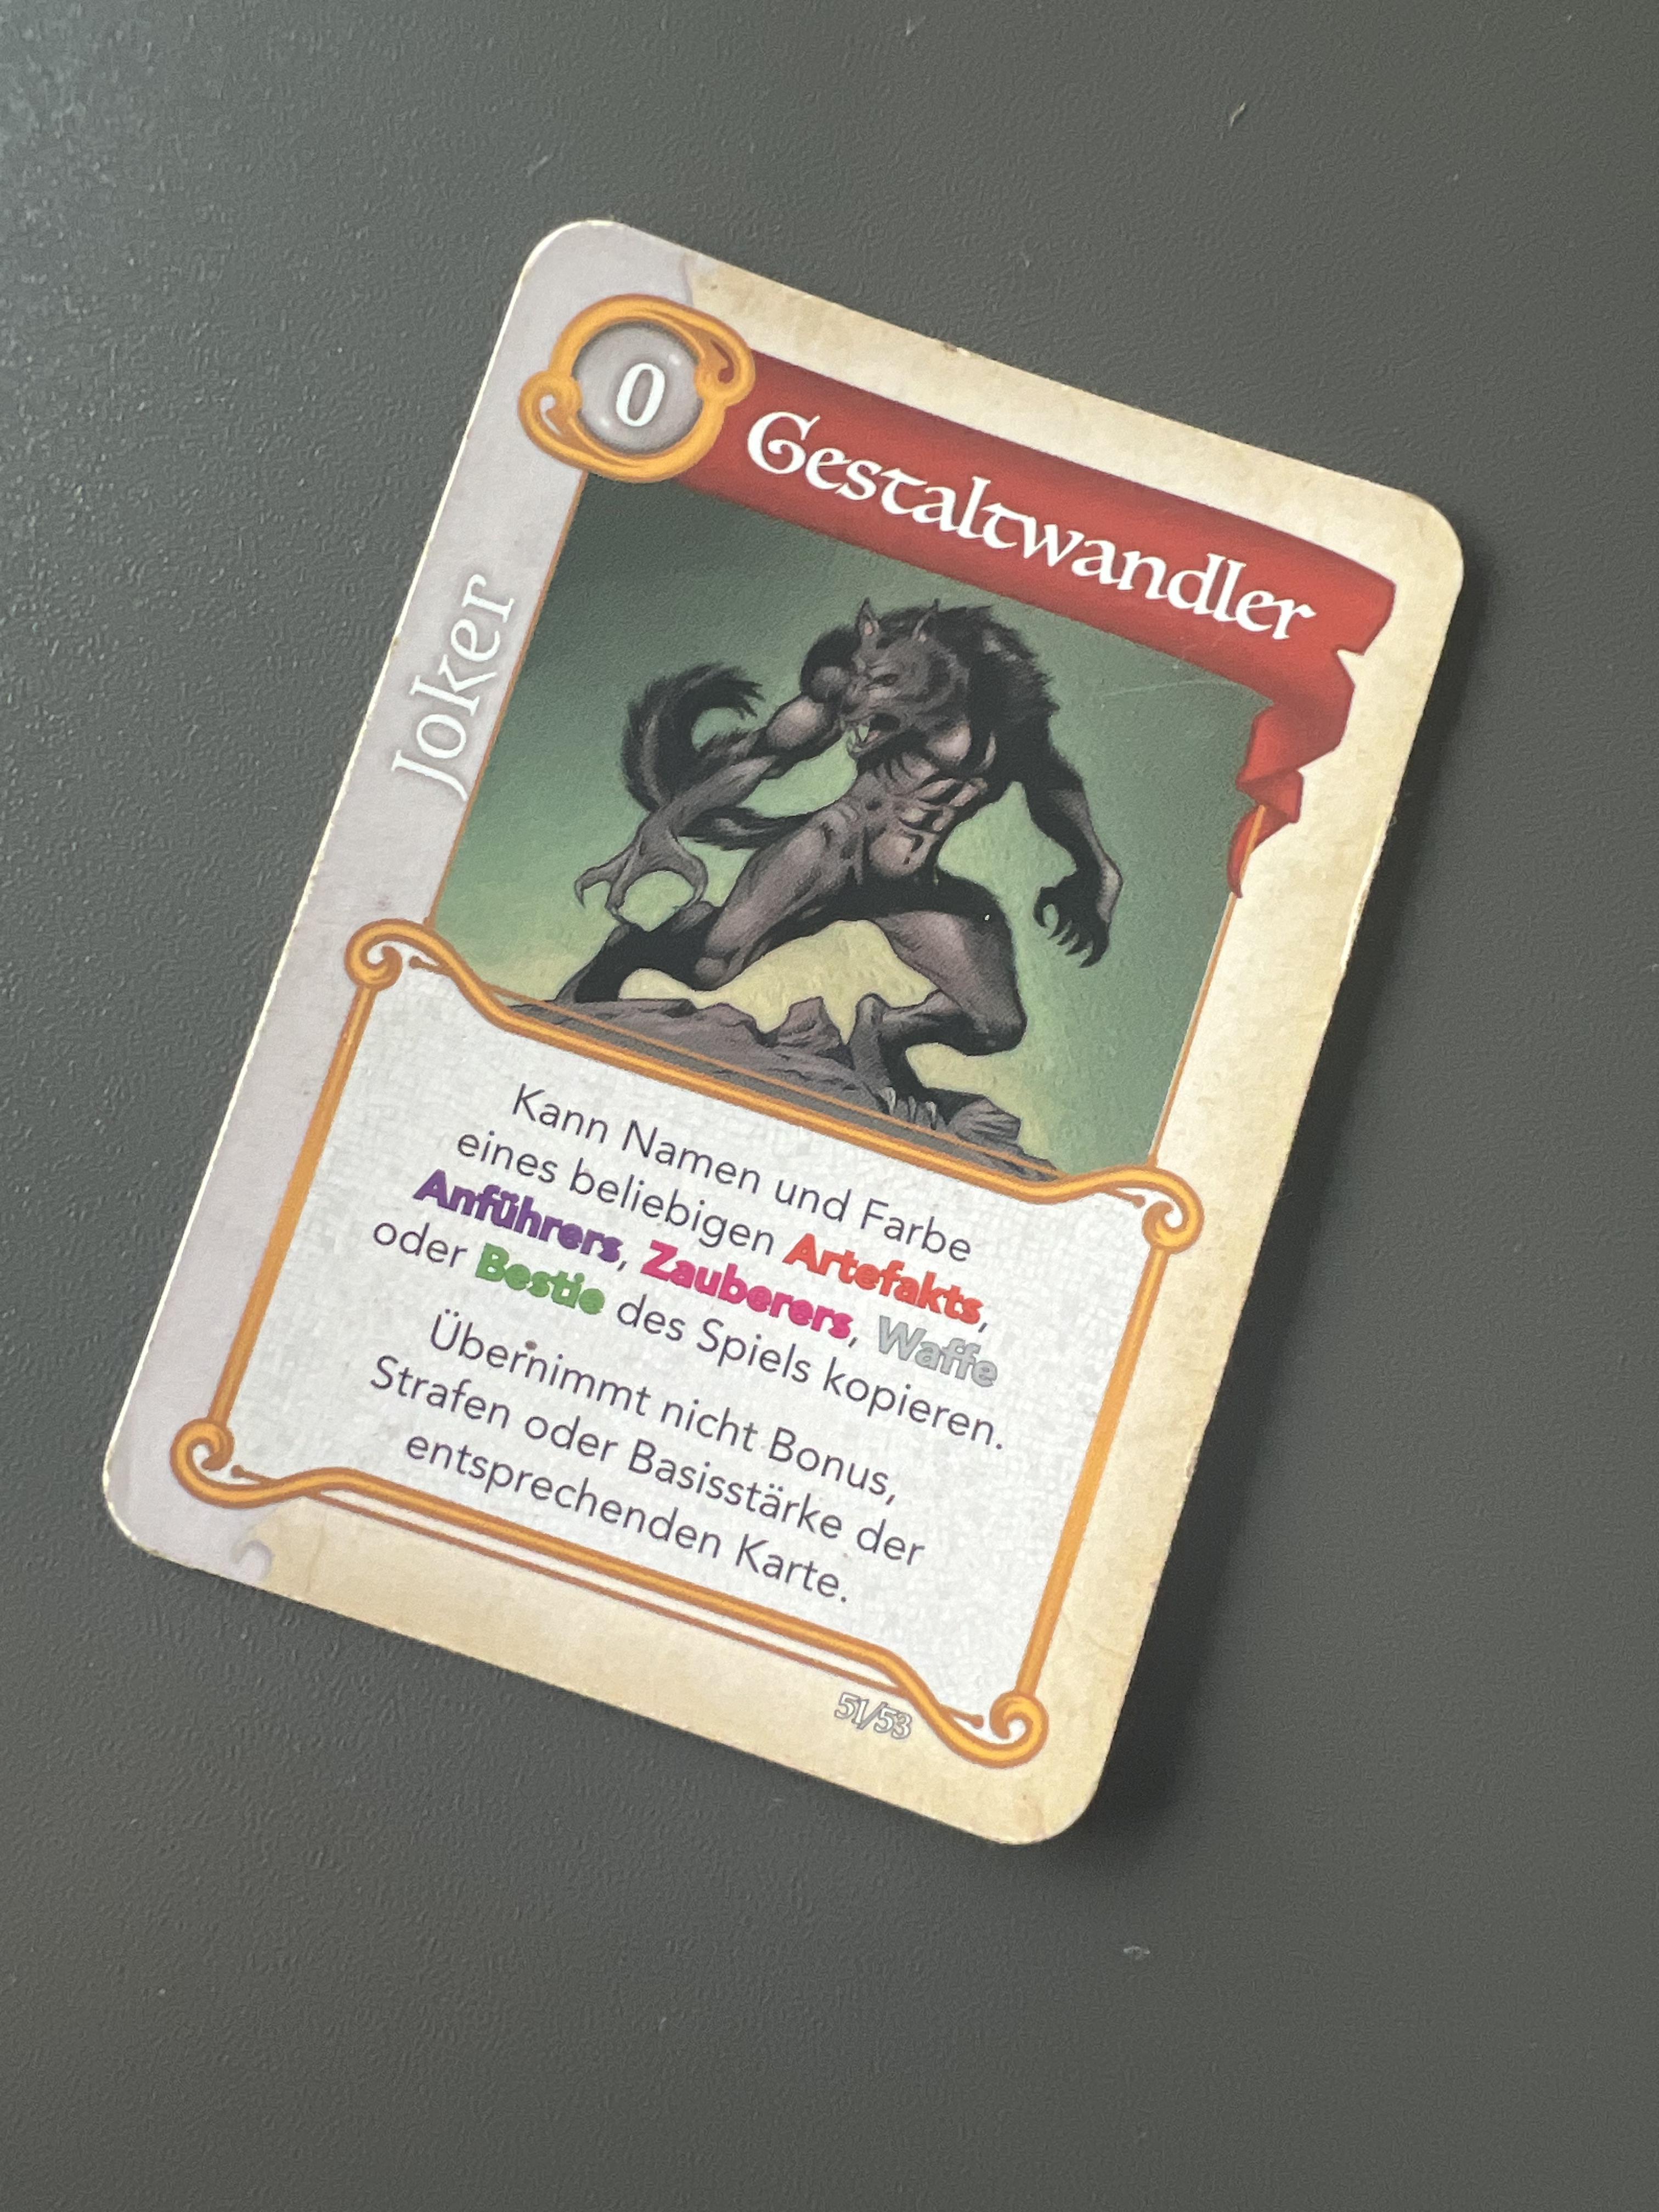 0
Gestaltwandler
Joker
Kann Namen und Farbe
eines beliebigen Artefakts,
Anführers, Zauberers, Waffe
oder Bestie des Spiels kopieren.
Übernimmt nicht Bonus,
Strafen oder Basisstärke der
entsprechenden Karte.
51/53